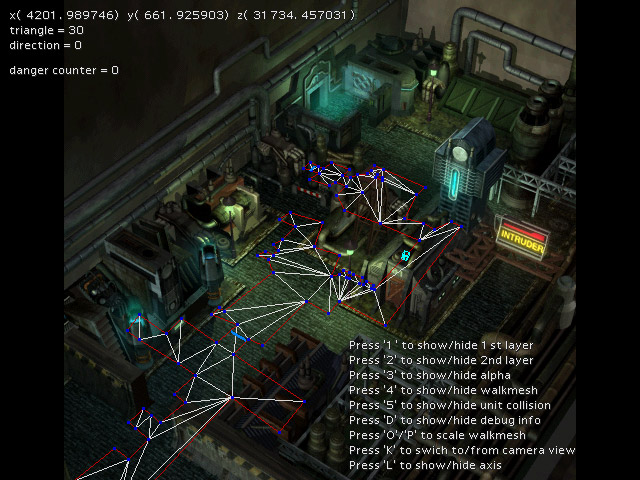 x( 4201. 989746) y( 661. 925903) z( 31734. 457031)
triangle = 30
direction = 0
danger counter = 0
INTRUDER
Press '1' to show/hide 1st layer
Press '2' to show/hide 2nd layer
Press '3' to show/hide alpha
Press '4' to show/hide walkmesh
Press '5' to show/hide unit collision
Press 'D' to show/hide debug info
Press 'O'/'P' to scale walkmesh
Press 'K' to swich to/from camera view
Press 'L' to show/hide axis